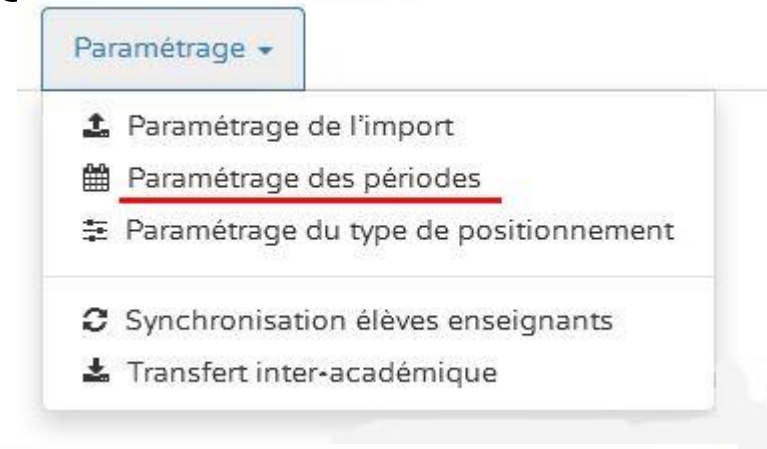 Paramétrage
Paramétrage de l'import
Paramétrage des périodes
Paramétrage du type de positionnement
Synchronisation élèves enseignants
Transfert inter-académique